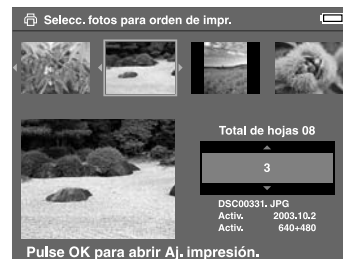 Selecc. fotos para orden de impr.
Total de hojas 08
3
DSC00331. JPG
Activ. 2003.10.2
Activ. 640+480
Pulse OK para abrir Aj. impresión.